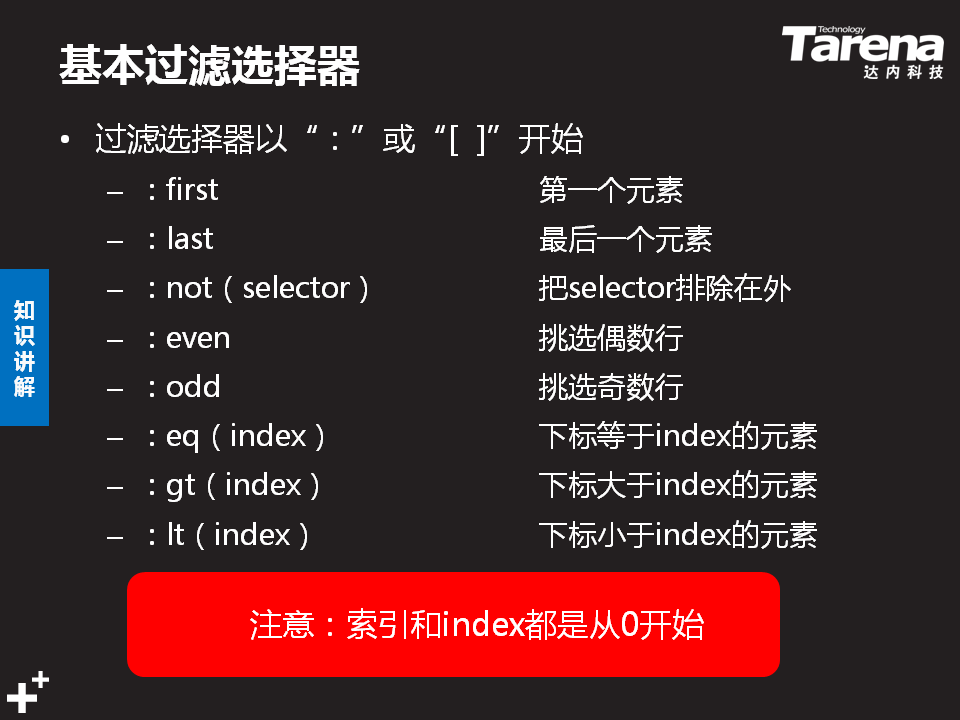 Technology
Tarena
达内科技
基本过滤选择器
• 过滤选择器以“：”或“[ ]”开始
– ：first 第一个元素
– ：last 最后一个元素
– ：not（selector） 把selector排除在外
– ：even 挑选偶数行
– ：odd 挑选奇数行
– ：eq（index） 下标等于index的元素
– ：gt（index） 下标大于index的元素
– ：lt（index） 下标小于index的元素
知识讲解
注意：索引和index都是从0开始